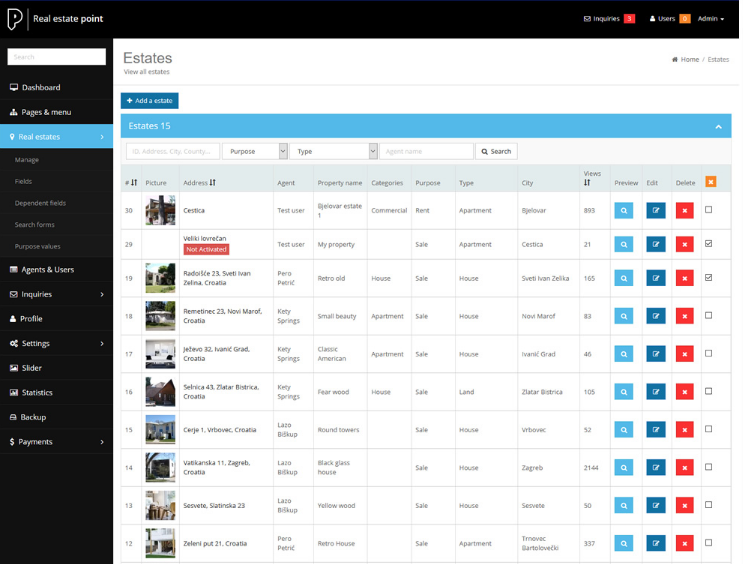 Real estate point
Inquiries 3
Users 0
Admin
Search
Dashboard
Pages & menu
Real estates
Manage
Fields
Dependent fields
Search forms
Purpose values
Agents & Users
Inquiries
Profile
Settings
Slider
Statistics
Backup
$ Payments
Estates
View all estates
Home / Estates
+ Add a estate
Estates 15
ID, Address, City, County...
Purpose
Type
Agent name
Search
# Picture Address Agent Property name Categories Purpose Type City Views Preview Edit Delete
30 Cestica Test user Bjelovar estate 1 Commercial Rent Apartment Bjelovar 893
29 Veliki lovrečan Test user My property Sale Apartment Cestica 21
Not Activated
19 Radoišće 23, Sveti Ivan Zelina, Croatia Pero Petrić Retro old House Sale House Sveti Ivan Zelika 165
18 Remetinec 23, Novi Marof, Croatia Kety Springs Small beauty Apartment Sale House Novi Marof 83
17 Ježevo 32, Ivanić Grad, Croatia Kety Springs Classic American Apartment Sale House Ivanić Grad 46
16 Selnica 43, Zlatar Bistrica, Croatia Kety Springs Fear wood House Sale Land Zlatar Bistrica 105
15 Cerje 1, Vrbovec, Croatia Lazo Biškup Round towers Sale House Vrbovec 52
14 Vatikanska 11, Zagreb, Croatia Lazo Biškup Black glass house Sale House Zagreb 2144
13 Sesvete, Slatinska 23 Lazo Biškup Yellow wood Sale House Sesvete 50
12 Zeleni put 21, Croatia Pero Petrić Retro House Sale Apartment Trnovec Bartolovečki 337